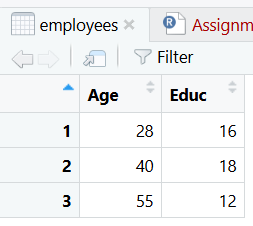 employees × R Assignm
Filter
Age Educ
1 28 16
2 40 18
3 55 12